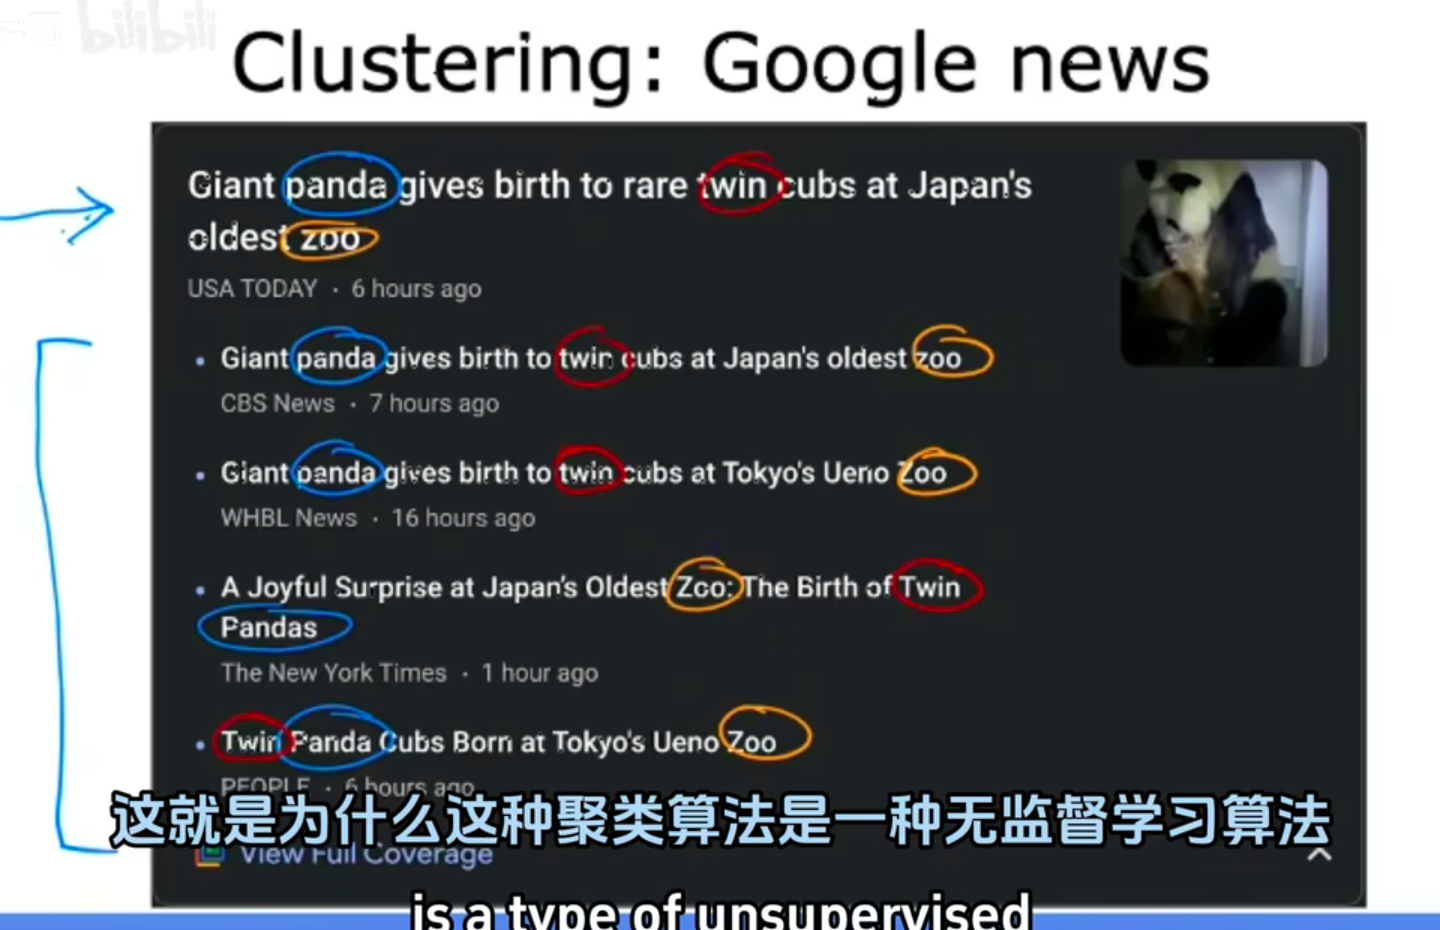 bilibili
Clustering: Google news
Giant panda gives birth to rare twin cubs at Japan's
oldest zoo
USA TODAY · 6 hours ago
• Giant panda gives birth to twin cubs at Japan's oldest zoo
CBS News · 7 hours ago
• Giant panda gives birth to twin cubs at Tokyo's Ueno Zoo
WHBL News · 16 hours ago
• A Joyful Surprise at Japan's Oldest Zoo: The Birth of Twin
Pandas
The New York Times · 1 hour ago
• Twin Panda Cubs Born at Tokyo's Ueno Zoo
PEOPLE · 6 hours ago
这就是为什么这种聚类算法是一种无监督学习算法
View Full Coverage
is a type of unsupervised